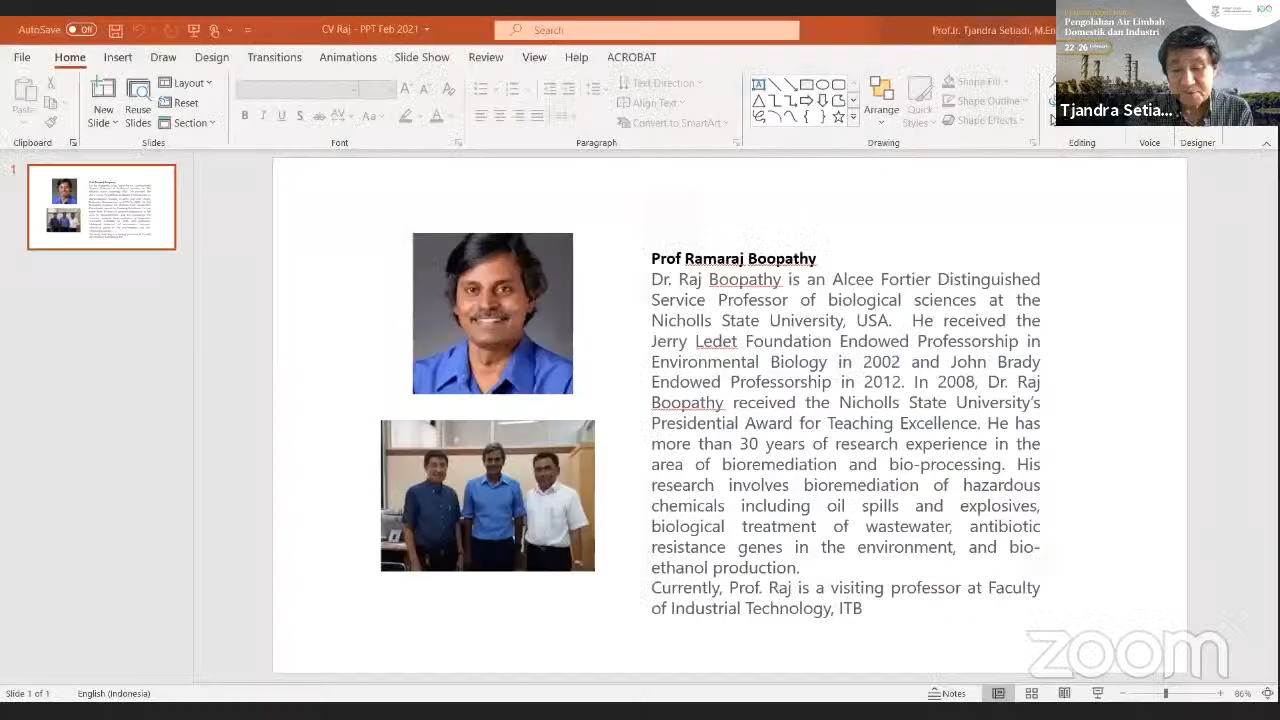 AutoSave Off
CV Raj - PPT Feb 2021
Search
Prof.Ir. Tjandra Setiadi, M.En
File Home Insert Draw Design Transitions Animations Slide Show Review View Help ACROBAT
Paste
New Slide
Reuse Slides
Layout
Reset
Section
Text Direction
Align Text
Convert to SmartArt
Arrange
Quick Styles
Shape Fill
Shape Outline
Shape Effects
Clipboard Slides Font Paragraph Drawing Editing Voice Designer
Pengolahan Air Limbah
Domestik dan Industri
22-26
Tjandra Setia...
1
Prof Ramaraj Boopathy
Dr. Raj Boopathy is an Alcee Fortier Distinguished
Service Professor of biological sciences at the
Nicholls State University, USA. He received the
Jerry Ledet Foundation Endowed Professorship in
Environmental Biology in 2002 and John Brady
Endowed Professorship in 2012. In 2008, Dr. Raj
Boopathy received the Nicholls State University's
Presidential Award for Teaching Excellence. He has
more than 30 years of research experience in the
area of bioremediation and bio-processing. His
research involves bioremediation of hazardous
chemicals including oil spills and explosives,
biological treatment of wastewater, antibiotic
resistance genes in the environment, and bio-
ethanol production.
Currently, Prof. Raj is a visiting professor at Faculty
of Industrial Technology, ITB
zoom
Slide 1 of 1
English (Indonesia)
Notes
86%